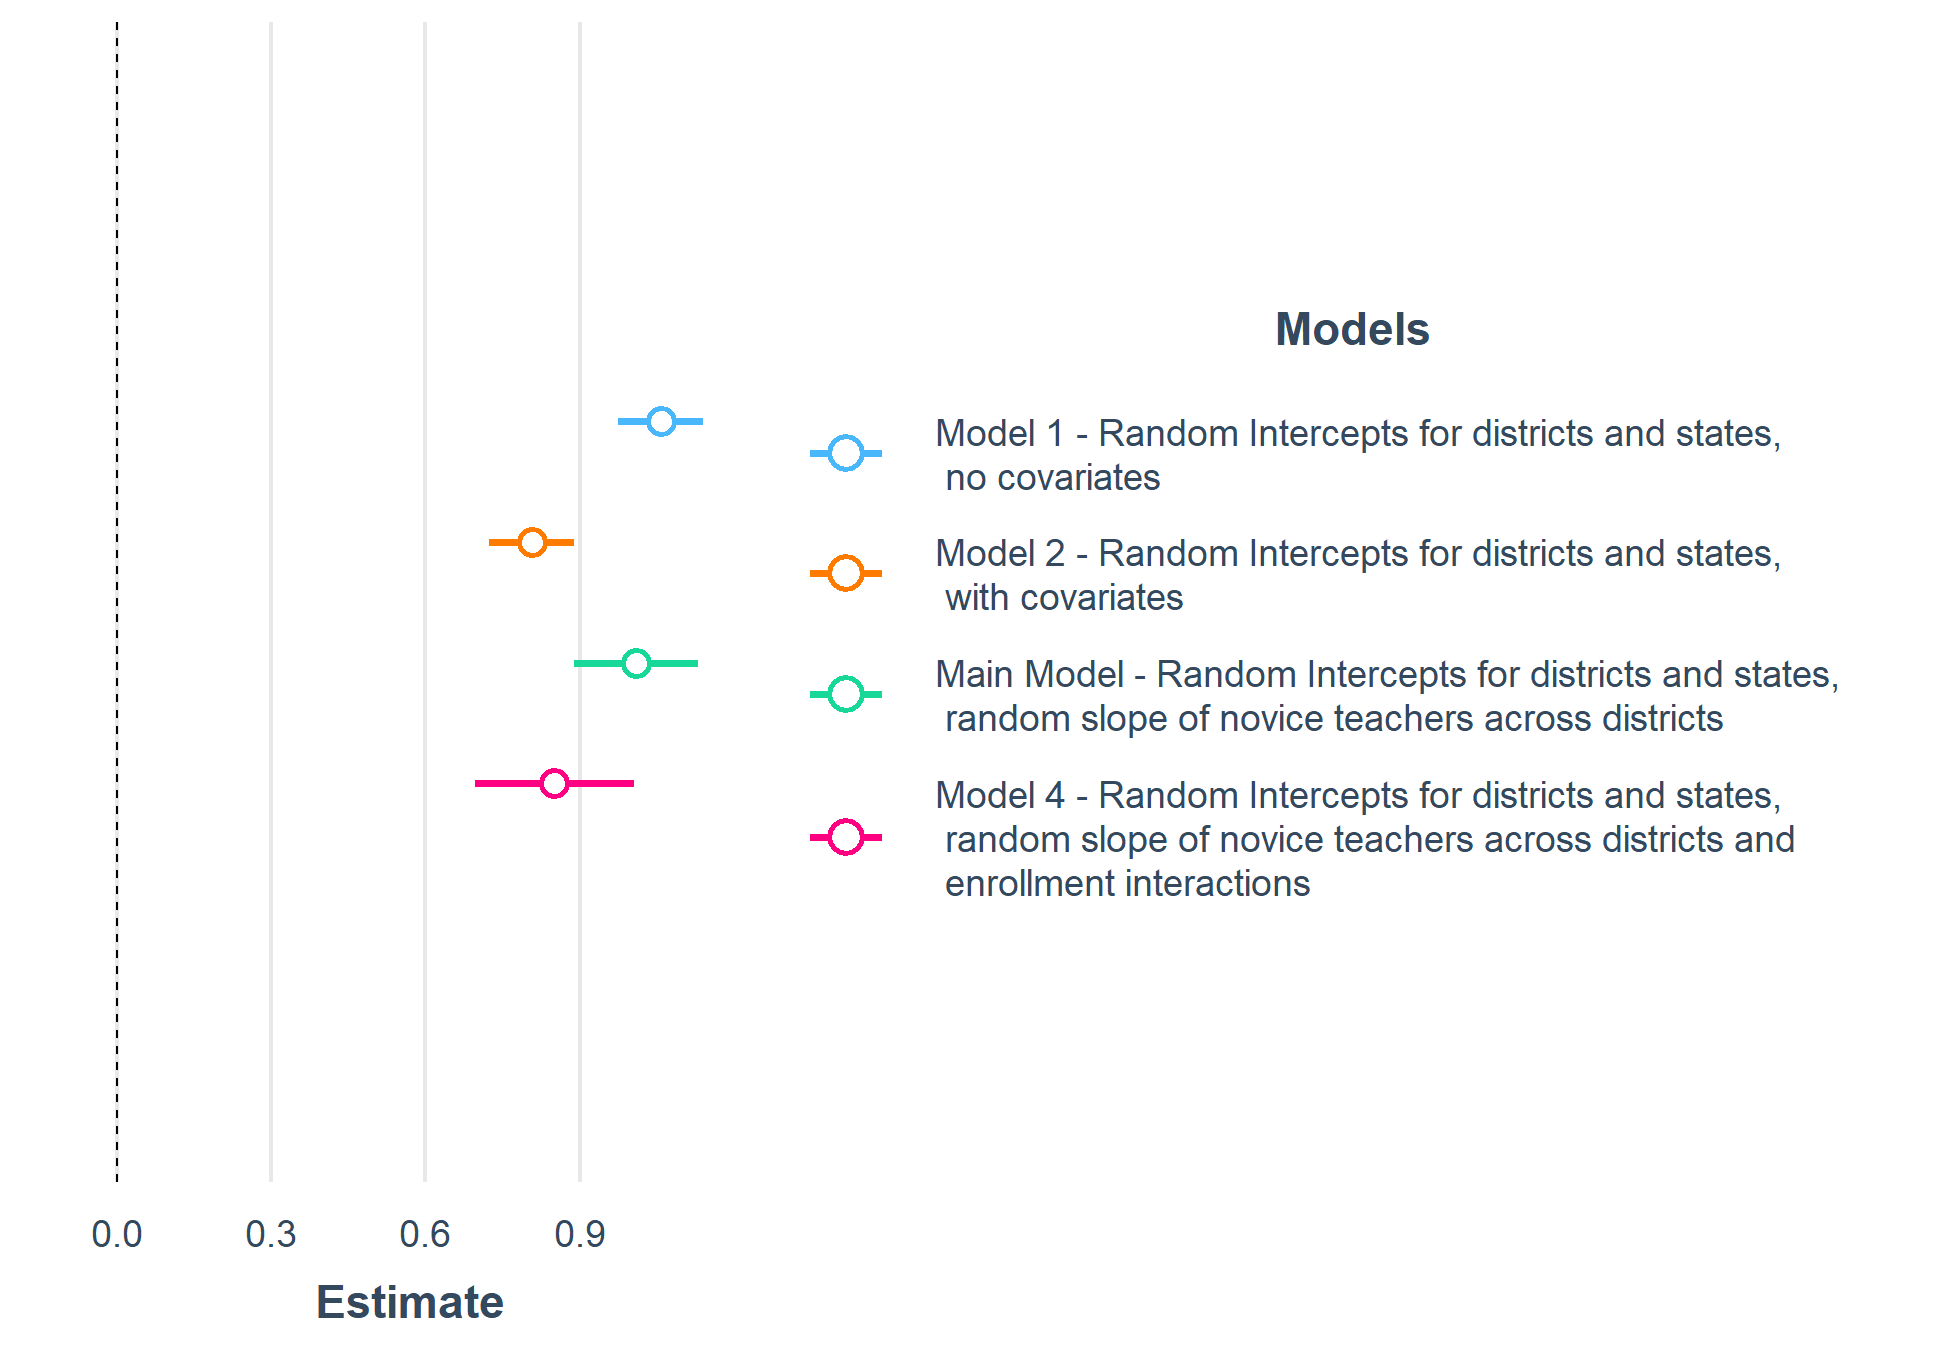 Models
Model 1 - Random Intercepts for districts and states,
no covariates
Model 2 - Random Intercepts for districts and states,
with covariates
Main Model - Random Intercepts for districts and states,
random slope of novice teachers across districts
Model 4 - Random Intercepts for districts and states,
random slope of novice teachers across districts and
enrollment interactions
0.0 0.3 0.6 0.9
Estimate